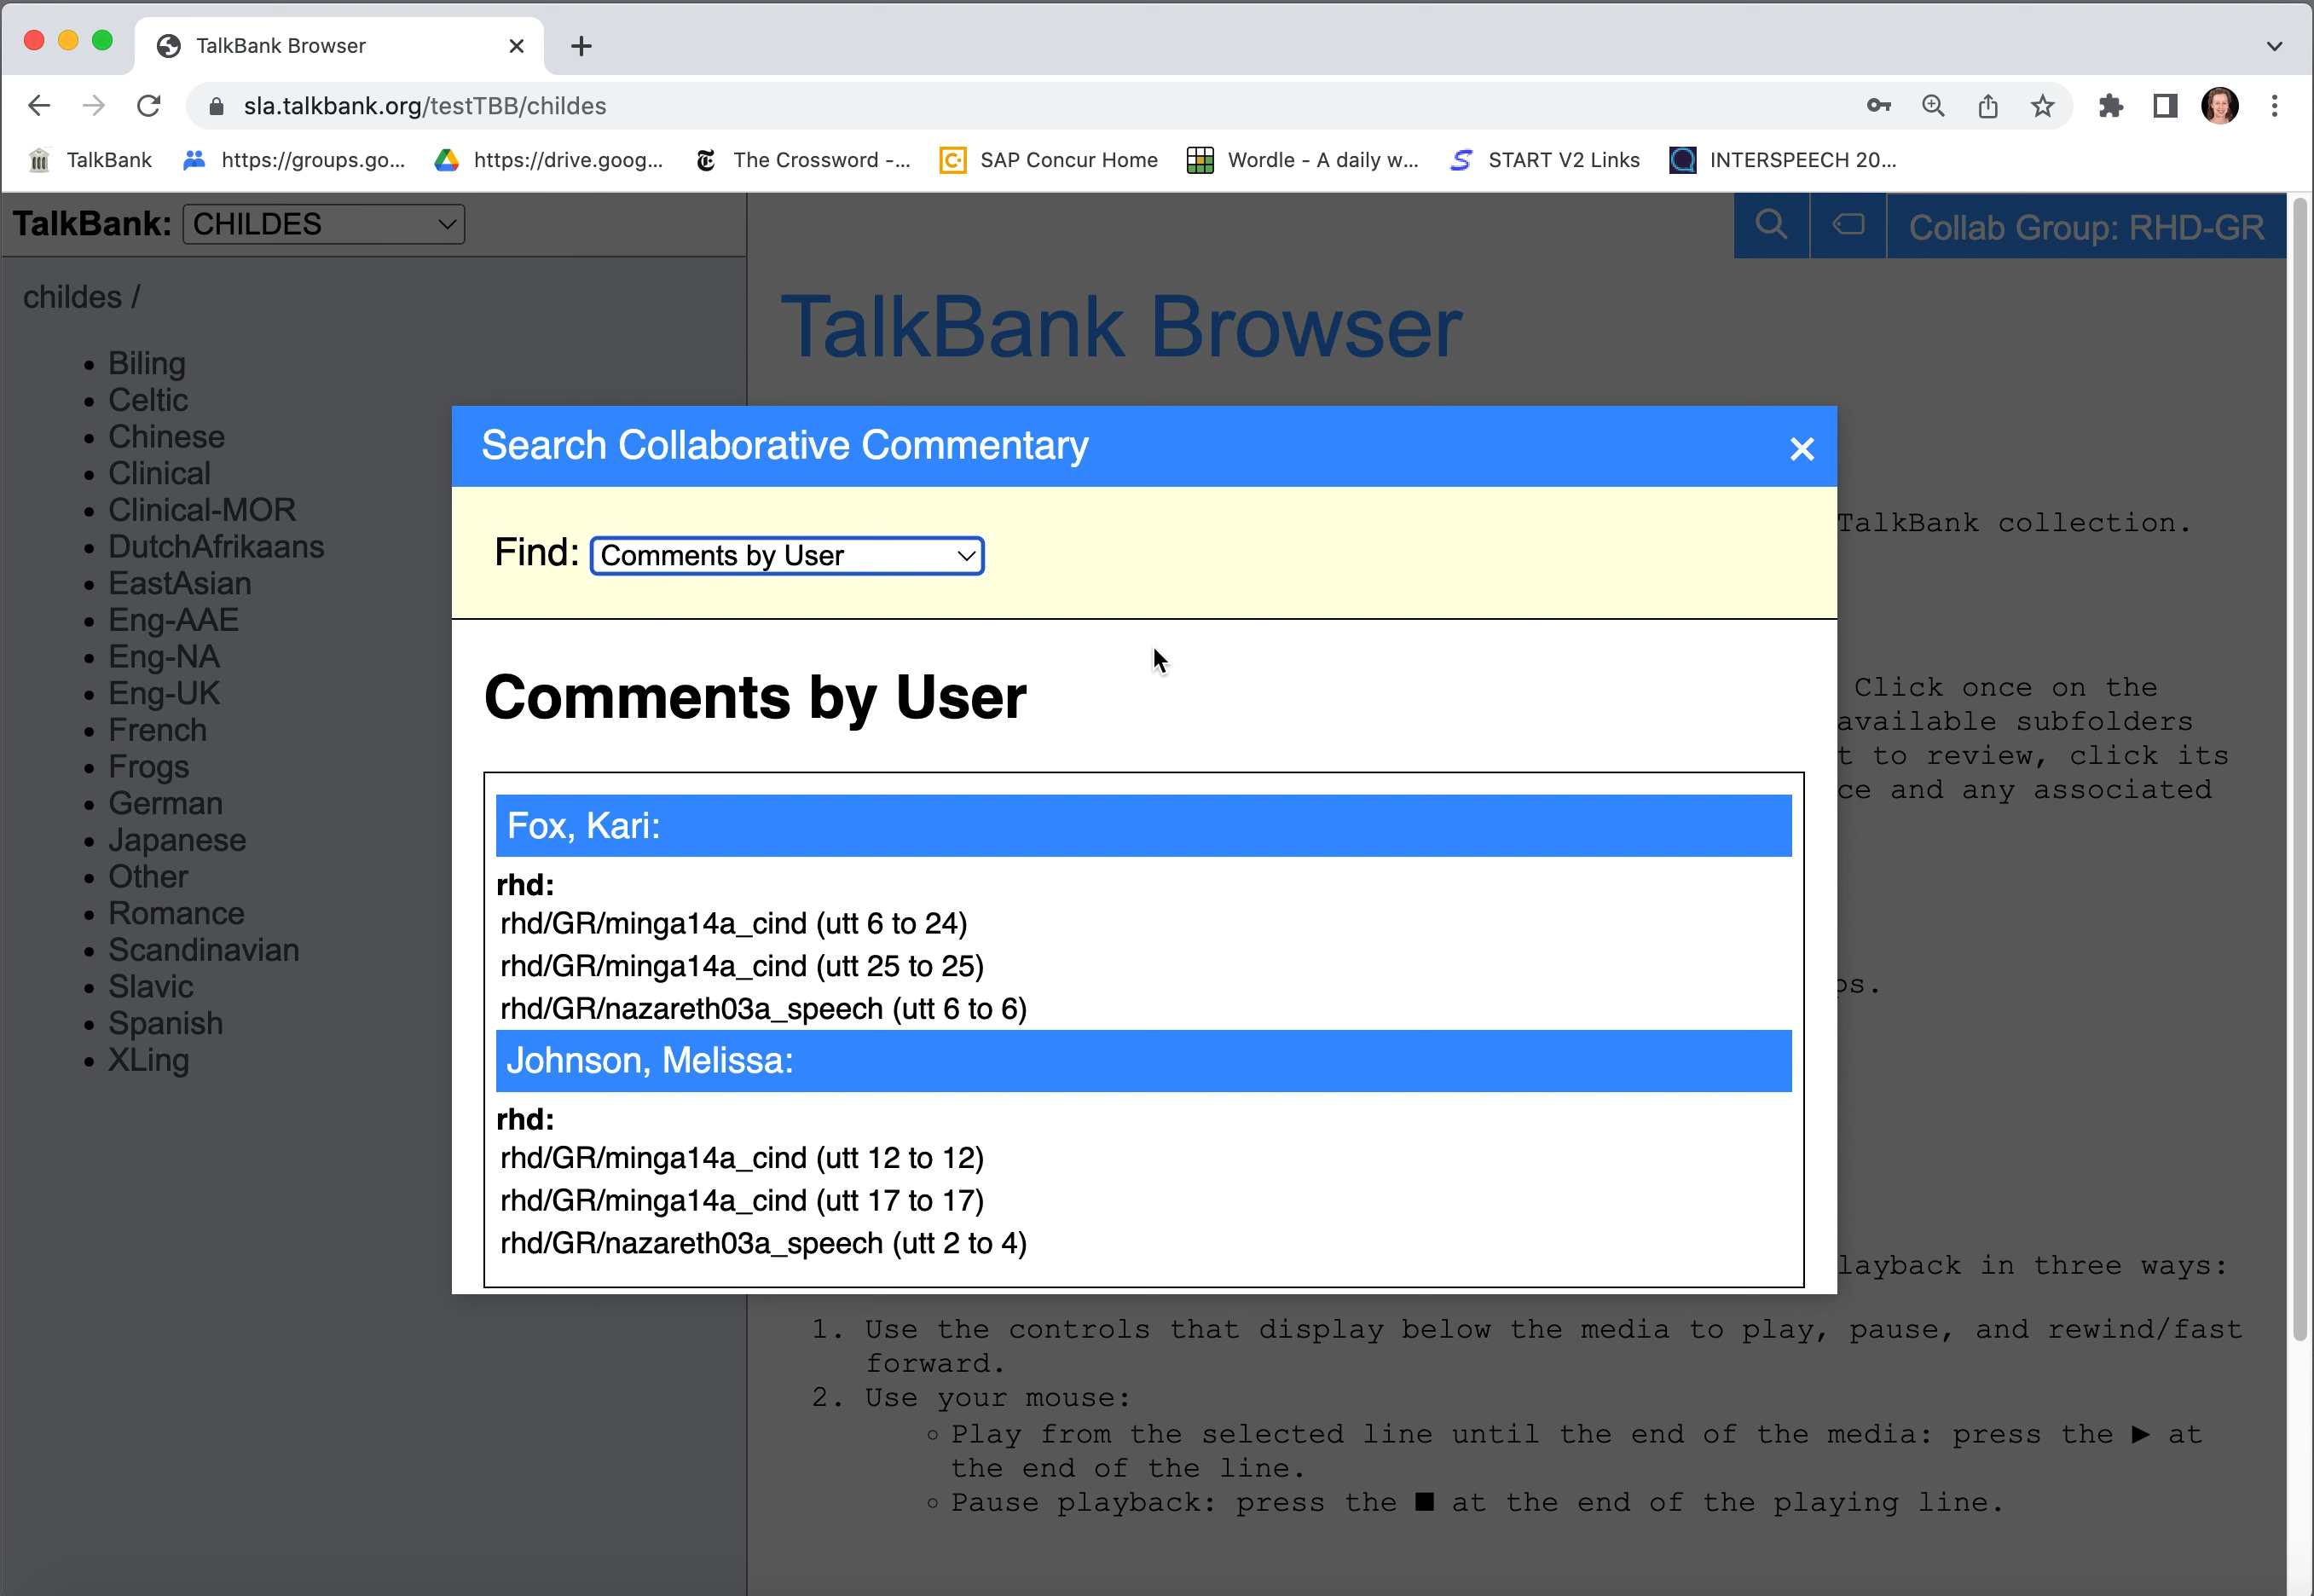 TalkBank Browser
sla.talkbank.org/testTBB/childes
TalkBank
https://groups.go...
https://drive.goog...
The Crossword -...
SAP Concur Home
Wordle - A daily w...
START V2 Links
INTERSPEECH 20...
TalkBank: CHILDES
Collab Group: RHD-GR
childes /
Biling
Celtic
Chinese
Clinical
Clinical-MOR
DutchAfrikaans
EastAsian
Eng-AAE
Eng-NA
Eng-UK
French
Frogs
German
Japanese
Other
Romance
Scandinavian
Slavic
Spanish
XLing
TalkBank Browser
Search Collaborative Commentary
Find: Comments by User
Comments by User
Fox, Kari:
rhd:
rhd/GR/minga14a_cind (utt 6 to 24)
rhd/GR/minga14a_cind (utt 25 to 25)
rhd/GR/nazareth03a_speech (utt 6 to 6)
Johnson, Melissa:
rhd:
rhd/GR/minga14a_cind (utt 12 to 12)
rhd/GR/minga14a_cind (utt 17 to 17)
rhd/GR/nazareth03a_speech (utt 2 to 4)
TalkBank collection.
Click once on the
available subfolders
t to review, click its
ce and any associated
ps.
layback in three ways:
1. Use the controls that display below the media to play, pause, and rewind/fast
forward.
2. Use your mouse:
Play from the selected line until the end of the media: press the ► at
the end of the line.
Pause playback: press the ■ at the end of the playing line.